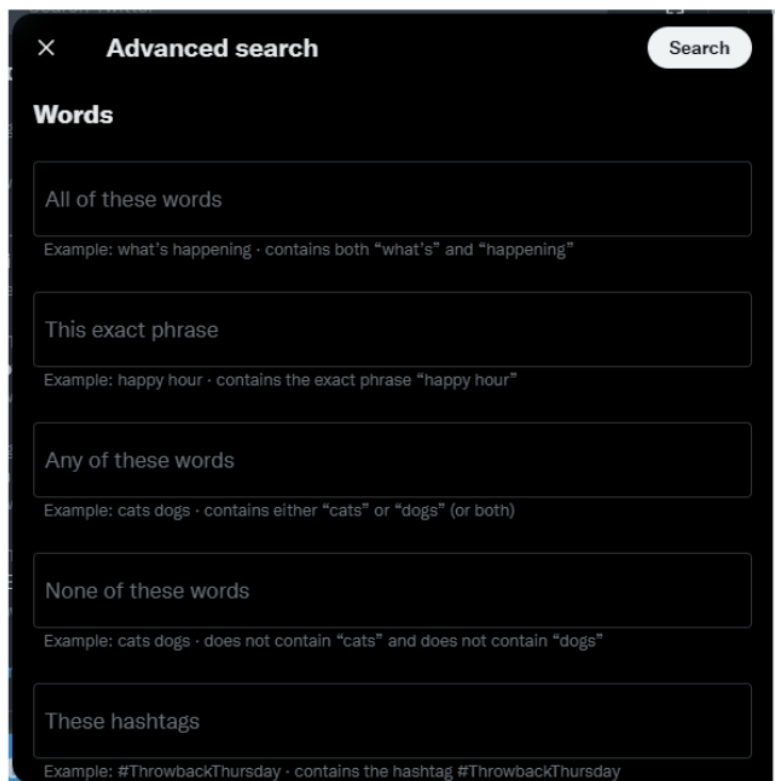 Advanced search
Search
Words
All of these words
Example: what’s happening · contains both “what’s” and “happening”
This exact phrase
Example: happy hour · contains the exact phrase “happy hour”
Any of these words
Example: cats dogs · contains either “cats” or “dogs” (or both)
None of these words
Example: cats dogs · does not contain “cats” and does not contain “dogs”
These hashtags
Example: #ThrowbackThursday · contains the hashtag #ThrowbackThursday